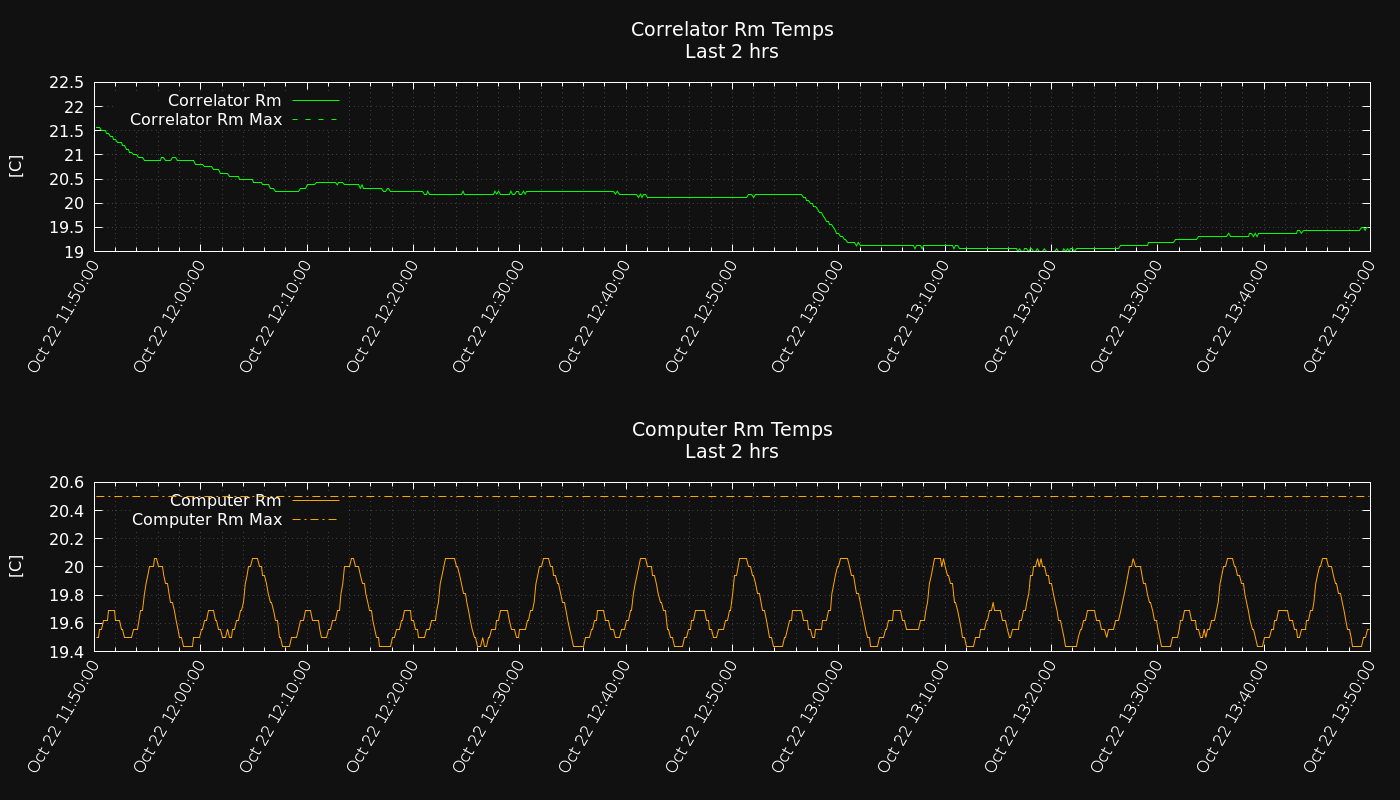 Correlator Rm Temps
Last 2 hrs
22.5
22
21.5
21
20.5
20
19.5
19
[C]
Correlator Rm
Correlator Rm Max
Oct 22 11:50:00
Oct 22 12:00:00
Oct 22 12:10:00
Oct 22 12:20:00
Oct 22 12:30:00
Oct 22 12:40:00
Oct 22 12:50:00
Oct 22 13:00:00
Oct 22 13:10:00
Oct 22 13:20:00
Oct 22 13:30:00
Oct 22 13:40:00
Oct 22 13:50:00
Computer Rm Temps
Last 2 hrs
20.6
20.4
20.2
20
19.8
19.6
19.4
[C]
Computer Rm
Computer Rm Max
Oct 22 11:50:00
Oct 22 12:00:00
Oct 22 12:10:00
Oct 22 12:20:00
Oct 22 12:30:00
Oct 22 12:40:00
Oct 22 12:50:00
Oct 22 13:00:00
Oct 22 13:10:00
Oct 22 13:20:00
Oct 22 13:30:00
Oct 22 13:40:00
Oct 22 13:50:00